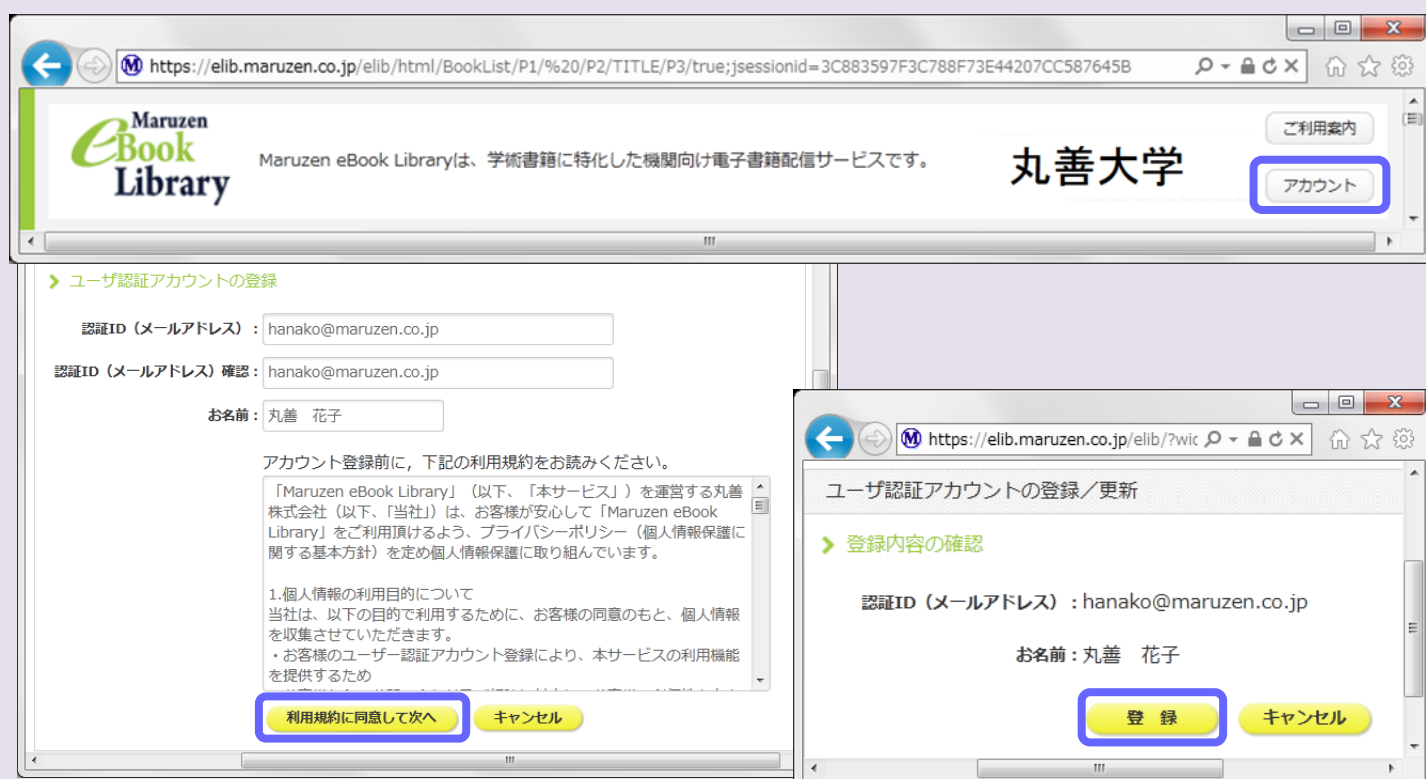 https://elib.maruzen.co.jp/elib/html/BookList/P1/%20/P2/TITLE/P3/true;jsessionid=3C883597F3C788F73E44207CC587645B
Maruzen
eBook
Library
Maruzen eBook Libraryは、学術書籍に特化した機関向け電子書籍配信サービスです。
丸善大学
ご利用案内
アカウント
ユーザ認証アカウントの登録
認証ID（メールアドレス）：hanako@maruzen.co.jp
認証ID（メールアドレス）確認：hanako@maruzen.co.jp
お名前：丸善　花子
アカウント登録前に，下記の利用規約をお読みください。
「Maruzen eBook Library」（以下、「本サービス」）を運営する丸善
株式会社（以下、「当社」）は、お客様が安心して「Maruzen eBook
Library」をご利用頂けるよう、プライバシーポリシー（個人情報保護に
関する基本方針）を定め個人情報保護に取り組んでいます。
1.個人情報の利用目的について
当社は、以下の目的で利用するために、お客様の同意のもと、個人情報
を収集させていただきます。
・お客様のユーザー認証アカウント登録により、本サービスの利用機能
を提供するため
利用規約に同意して次へ
キャンセル
https://elib.maruzen.co.jp/elib/?wic
ユーザ認証アカウントの登録／更新
登録内容の確認
認証ID（メールアドレス）：hanako@maruzen.co.jp
お名前：丸善　花子
登 録
キャンセル